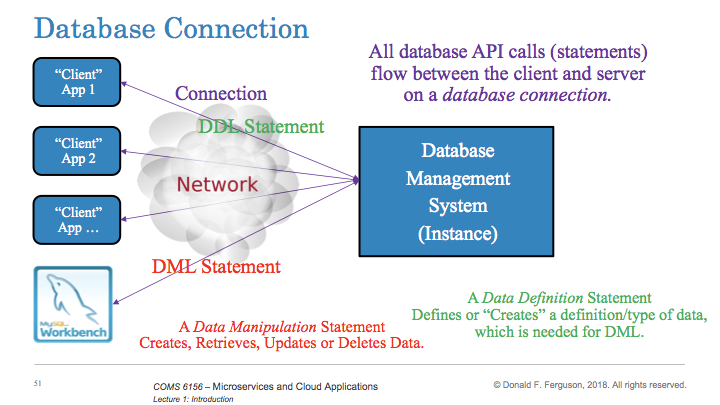 Database Connection
All database API calls (statements)
flow between the client and server
on a database connection.
“Client”
App 1
Connection
DDL Statement
“Client”
App 2
Network
Database
Management
System
(Instance)
“Client”
App …
DML Statement
MySQL
Workbench
A Data Manipulation Statement
Creates, Retrieves, Updates or Deletes Data.
A Data Definition Statement
Defines or “Creates” a definition/type of data,
which is needed for DML.
51
COMS 6156 – Microservices and Cloud Applications
Lecture 1: Introduction
© Donald F. Ferguson, 2018. All rights reserved.